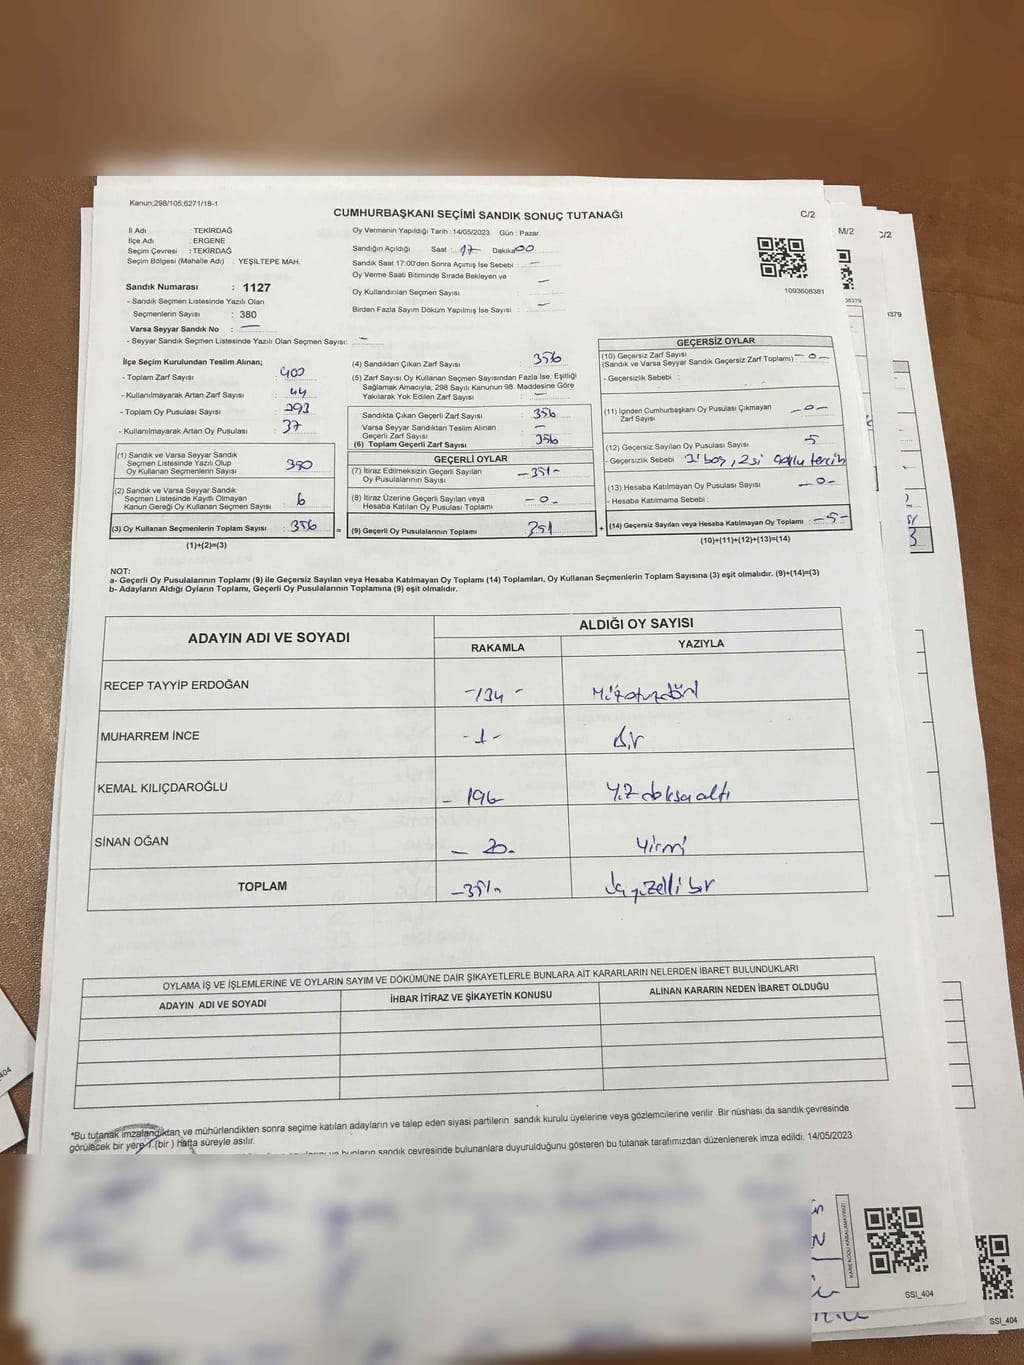 Kanun;298/105;6271/18-1
CUMHURBAŞKANI SEÇİMİ SANDIK SONUÇ TUTANAĞI
C/2
M/2
C/2
İl Adı : TEKİRDAĞ
İlçe Adı : ERGENE
Seçim Çevresi : TEKİRDAĞ
Seçim Bölgesi (Mahalle Adı) : YEŞİLTEPE MAH.
Sandık Numarası : 1127
- Sandık Seçmen Listesinde Yazılı Olan
Seçmenlerin Sayısı : 380
Varsa Seyyar Sandık No : —
- Seyyar Sandık Seçmen Listesinde Yazılı Olan Seçmen Sayısı: –
Oy Vermenin Yapıldığı Tarih :14/05/2023 Gün : Pazar
Sandığın Açıldığı Saat : 17 Dakika 00
Sandık Saat 17:00'den Sonra Açımış İse Sebebi : —
Oy Verme Saati Bitiminde Sırada Bekleyen ve
Oy Kullandırılan Seçmen Sayısı : —
Birden Fazla Sayım Döküm Yapılmış İse Sayısı : —
1093608381
08379
1379
İlçe Seçim Kurulundan Teslim Alınan;
- Toplam Zarf Sayısı : 400
- Kullanılmayarak Artan Zarf Sayısı : 44
- Toplam Oy Pusulası Sayısı : 393
- Kullanılmayarak Artan Oy Pusulası : 37
(1) Sandık ve Varsa Seyyar Sandık
Seçmen Listesinde Yazılı Olup
Oy Kullanan Seçmenlerin Sayısı : 350
(2) Sandık ve Varsa Seyyar Sandık
Seçmen Listesinde Kayıtlı Olmayan
Kanun Gereği Oy Kullanan Seçmen Sayısı : 6
(3) Oy Kullanan Seçmenlerin Toplam Sayısı : 356
(1)+(2)=(3)
(4) Sandıktan Çıkan Zarf Sayısı : 356
(5) Zarf Sayısı Oy Kullanan Seçmen Sayısından Fazla İse, Eşitliği
Sağlamak Amacıyla; 298 Sayılı Kanunun 98. Maddesine Göre
Yakılarak Yok Edilen Zarf Sayısı : —
Sandıkta Çıkan Geçerli Zarf Sayısı : 356
Varsa Seyyar Sandıktan Teslim Alınan
Geçerli Zarf Sayısı : —
(6) Toplam Geçerli Zarf Sayısı : 356
GEÇERLİ OYLAR
(7) İtiraz Edilmeksizin Geçerli Sayılan
Oy Pusulasının Sayısı : -351-
(8) İtiraz Üzerine Geçerli Sayılan veya
Hesaba Katılan Oy Pusulası Toplamı : -0-
= (9) Geçerli Oy Pusulalarının Toplamı : 351
GEÇERSİZ OYLAR
(10) Geçersiz Zarf Sayısı
(Sandık ve Varsa Seyyar Sandık Geçersiz Zarf Toplamı) -0-
- Geçersizlik Sebebi :
(11) İçinden Cumhurbaşkanı Oy Pusulası Çıkmayan
Zarf Sayısı : -0-
(12) Geçersiz Sayılan Oy Pusulası Sayısı : 5
- Geçersizlik Sebebi : 3'ü boş, 2 si çoklu tercih
(13) Hesaba Katılmayan Oy Pusulası Sayısı : -0-
- Hesaba Katılmama Sebebi :
+ (14) Geçersiz Sayılan veya Hesaba Katılmayan Oy Toplamı : -5-
(10)+(11)+(12)+(13)=(14)
NOT:
a- Geçerli Oy Pusulalarının Toplamı (9) ile Geçersiz Sayılan veya Hesaba Katılmayan Oy Toplamı (14) Toplamları, Oy Kullanan Seçmenlerin Toplam Sayısına (3) eşit olmalıdır. (9)+(14)=(3)
b- Adayların Aldığı Oyların Toplamı, Geçerli Oy Pusulalarının Toplamına (9) eşit olmalıdır.
ADAYIN ADI VE SOYADI
ALDIĞI OY SAYISI
RAKAMLA YAZIYLA
RECEP TAYYİP ERDOĞAN -134- Yüzotuzdört
MUHARREM İNCE -1- Bir
KEMAL KILIÇDAROĞLU - 196 Yüz doksanaltı
SİNAN OĞAN - 20- Yirmi
TOPLAM -351- Üçyüzelli bir
OYLAMA İŞ VE İŞLEMLERİNE VE OYLARIN SAYIM VE DÖKÜMÜNE DAİR ŞİKAYETLERLE BUNLARA AİT KARARLARIN NELERDEN İBARET BULUNDUKLARI
ADAYIN ADI VE SOYADI İHBAR İTİRAZ VE ŞİKAYETİN KONUSU ALINAN KARARIN NEDEN İBARET OLDUĞU
*Bu tutanak imzalandıktan ve mühürlendikten sonra seçime katılan adayların ve talep eden siyasi partilerin sandık kurulu üyelerine veya gözlemcilerine verilir .Bir nüshası da sandık çevresinde
görülecek bir yere 1 (bir ) hafta süreyle asılır.
bunların sandık çevresinde bulunanlara duyurulduğunu gösteren bu tutanak tarafımızdan düzenlenerek imza edildi. 14/05/2023
KARE KODU KARALAMAYINIZ!
SSI_404
SSI_404
404